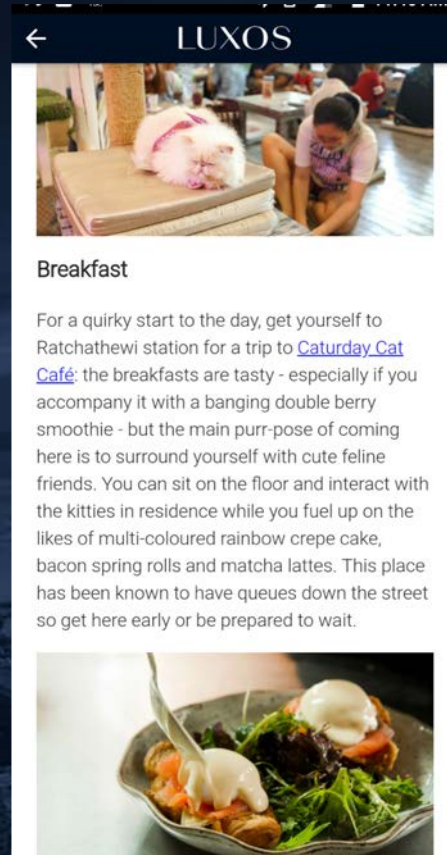 LUXOS
Breakfast
For a quirky start to the day, get yourself to
Ratchathewi station for a trip to Caturday Cat
Café: the breakfasts are tasty - especially if you
accompany it with a banging double berry
smoothie - but the main purr-pose of coming
here is to surround yourself with cute feline
friends. You can sit on the floor and interact with
the kitties in residence while you fuel up on the
likes of multi-coloured rainbow crepe cake,
bacon spring rolls and matcha lattes. This place
has been known to have queues down the street
so get here early or be prepared to wait.